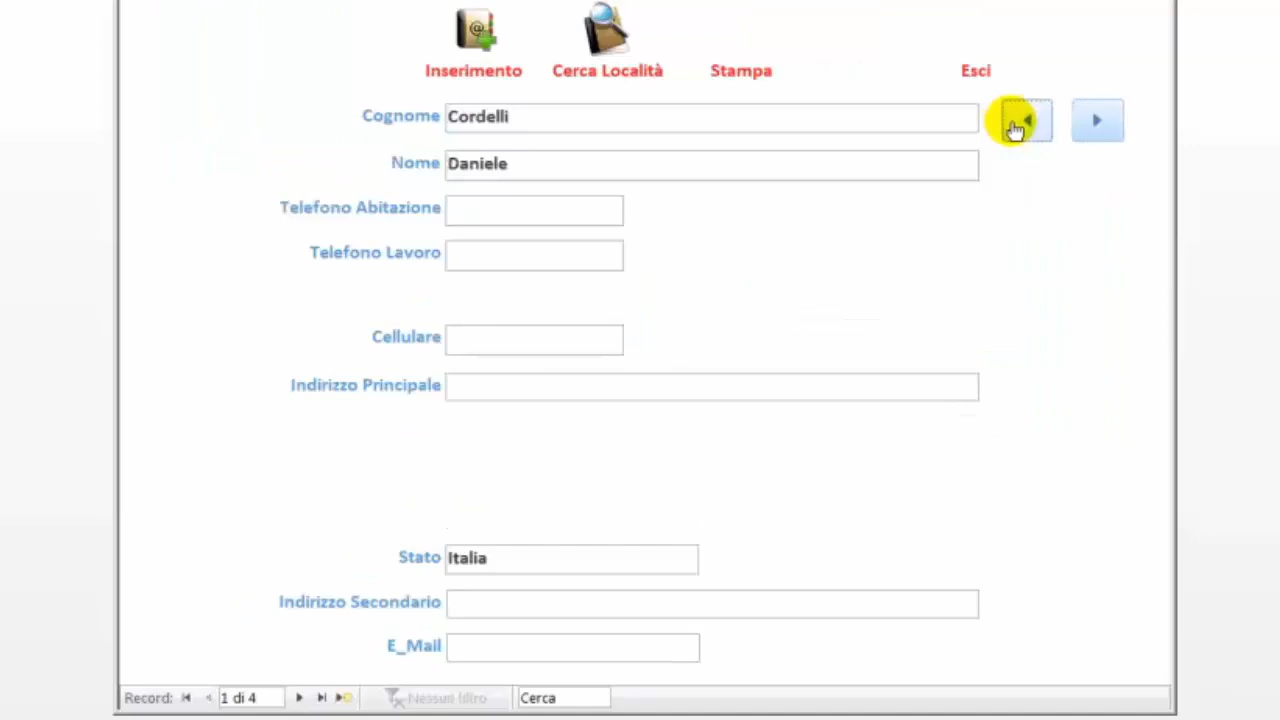 Inserimento Cerca Località Stampa Esci
Cognome Cordelli
Nome Daniele
Telefono Abitazione
Telefono Lavoro
Cellulare
Indirizzo Principale
Stato Italia
Indirizzo Secondario
E_Mail
Record: 1 di 4 Nessun filtro Cerca